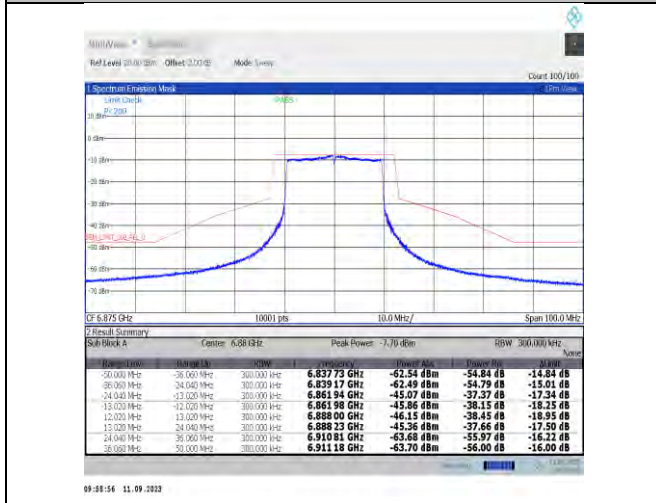 Ref Level 20.00 dBm Offset 2.00 dB Mode Sweep
Count 100/100
1 Spectrum Emission Mask
Limit Check
PASS
0 dBm
-10 dBm
-20 dBm
-30 dBm
-40 dBm
-50 dBm
-60 dBm
-70 dBm
CF 6.875 GHz 10001 pts 10.0 MHz/ Span 100.0 MHz
2 Result Summary
Sub Block A Center 6.88 GHz Peak Power -7.70 dBm RBW 300.000 kHz
None
Range Low Range Up RBW Frequency Power Abs Power Rel ΔLimit
-50.000 MHz -36.060 MHz 300.000 kHz 6.837 73 GHz -62.54 dBm -54.84 dB -14.84 dB
-36.060 MHz -24.040 MHz 300.000 kHz 6.839 17 GHz -62.49 dBm -54.79 dB -15.01 dB
-24.040 MHz -13.020 MHz 300.000 kHz 6.861 94 GHz -45.07 dBm -37.37 dB -17.34 dB
-13.020 MHz -12.020 MHz 300.000 kHz 6.861 98 GHz -45.86 dBm -38.15 dB -18.25 dB
12.020 MHz 13.020 MHz 300.000 kHz 6.888 00 GHz -46.15 dBm -38.45 dB -18.95 dB
13.020 MHz 24.040 MHz 300.000 kHz 6.888 23 GHz -45.36 dBm -37.66 dB -17.50 dB
24.040 MHz 36.060 MHz 300.000 kHz 6.910 81 GHz -63.68 dBm -55.97 dB -16.22 dB
36.060 MHz 50.000 MHz 300.000 kHz 6.911 18 GHz -63.70 dBm -56.00 dB -16.00 dB
09:58:56 11.09.2023